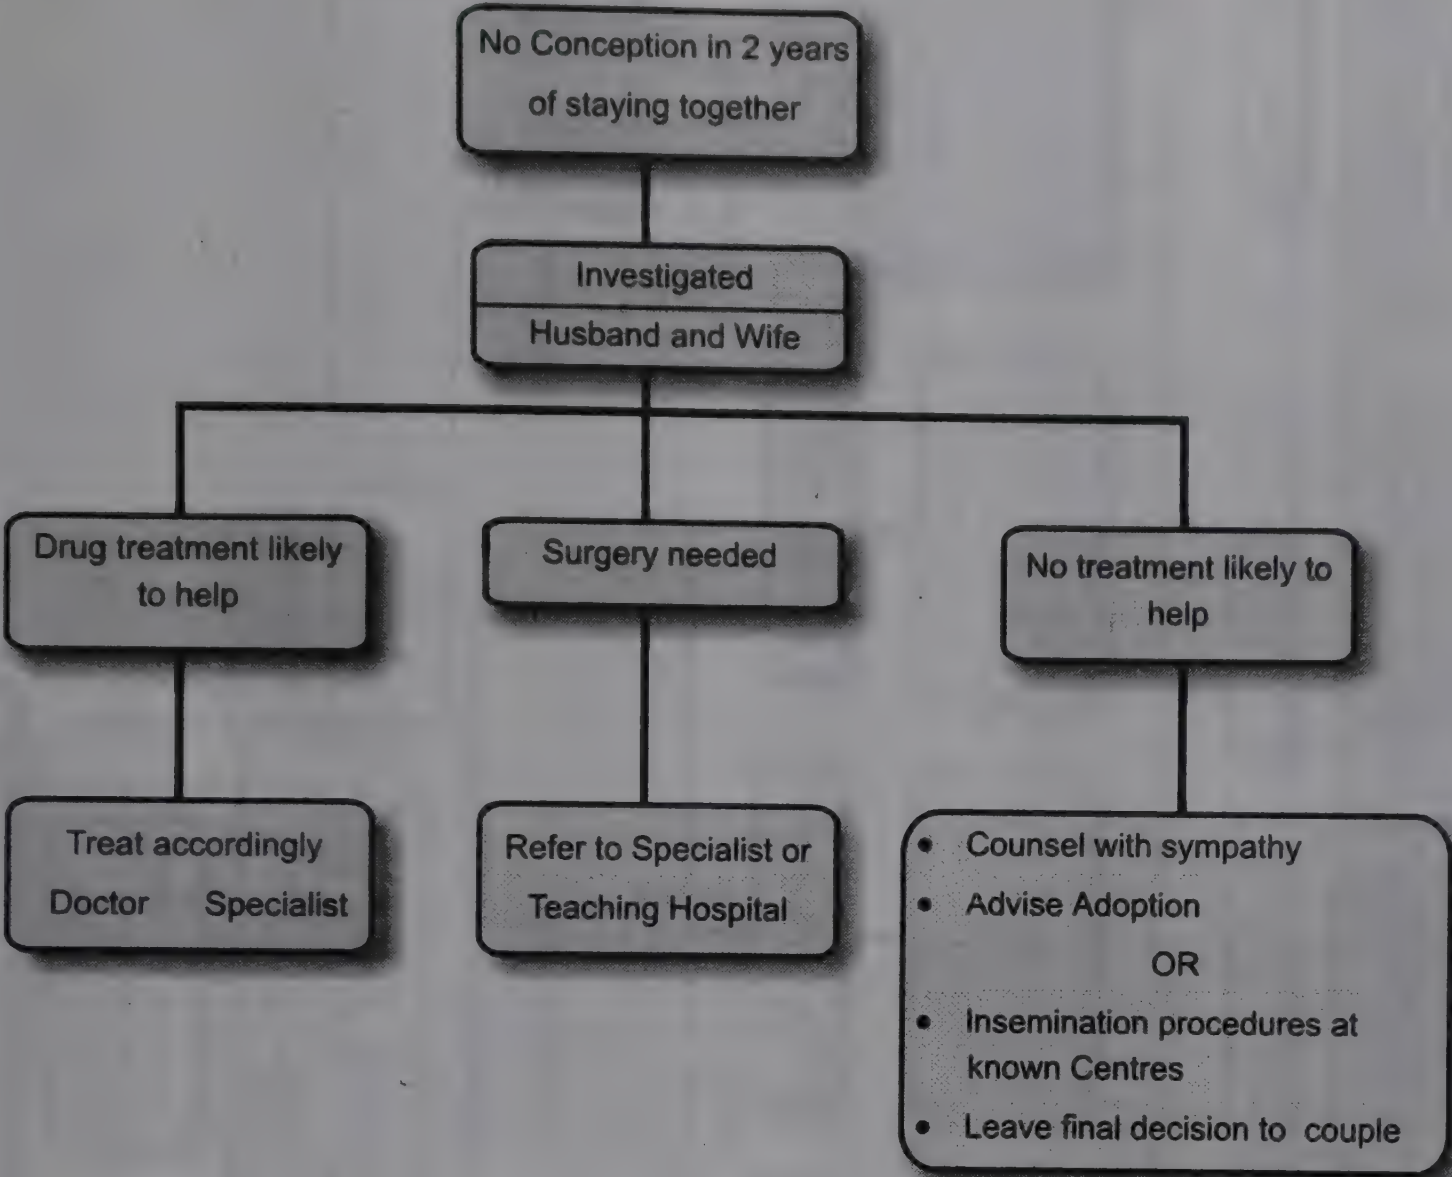 No Conception in 2 years
of staying together
Investigated
Husband and Wife
Drug treatment likely
to help
Surgery needed
No treatment likely to
help
Treat accordingly
Doctor Specialist
Refer to Specialist or
Teaching Hospital
• Counsel with sympathy
• Advise Adoption
OR
• Insemination procedures at
known Centres
• Leave final decision to couple